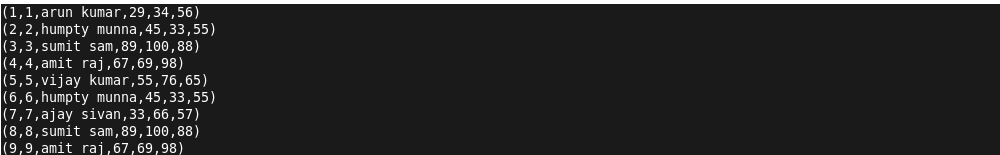 (1,1,arun kumar,29,34,56)
(2,2,humpty munna,45,33,55)
(3,3,sumit sam,89,100,88)
(4,4,amit raj,67,69,98)
(5,5,vijay kumar,55,76,65)
(6,6,humpty munna,45,33,55)
(7,7,ajay sivan,33,66,57)
(8,8,sumit sam,89,100,88)
(9,9,amit raj,67,69,98)